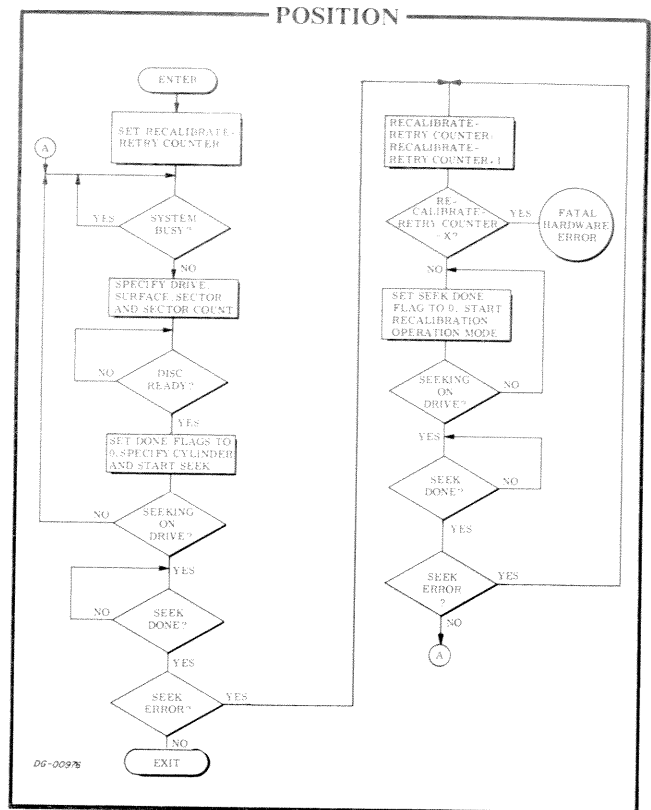 POSITION
ENTER
SET RECALIBRATE-
RETRY COUNTER
A
YES
SYSTEM
BUSY?
NO
SPECIFY DRIVE,
SURFACE, SECTOR
AND SECTOR COUNT
NO
DISC
READY?
YES
SET DONE FLAGS TO
0, SPECIFY CYLINDER
AND START SEEK
NO
SEEKING
ON
DRIVE?
YES
NO
SEEK
DONE?
YES
SEEK
ERROR?
YES
NO
EXIT
DG-00976
RECALIBRATE-
RETRY COUNTER-
RECALIBRATE-
RETRY COUNTER+1
RE-
CALIBRATE-
RETRY COUNTER
=X?
YES
FATAL
HARDWARE
ERROR
NO
SET SEEK DONE
FLAG TO 0, START
RECALIBRATION
OPERATION MODE
SEEKING
ON
DRIVE?
NO
YES
SEEK
DONE?
NO
YES
SEEK
ERROR
?
YES
NO
A